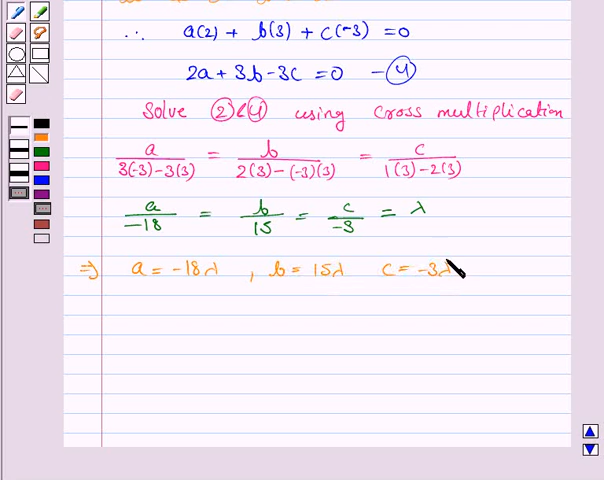 ∴ a(2) + b(3) + c(-3) = 0
2a + 3b - 3c = 0 - (4)
Solve (2) & (4) using cross multiplication
a/(3(-3)-3(3)) = b/(2(3)-(-3)(3)) = c/(1(3)-2(3))
a/-18 = b/15 = c/-3 = λ
⇒ a = -18λ , b = 15λ c = -3λ